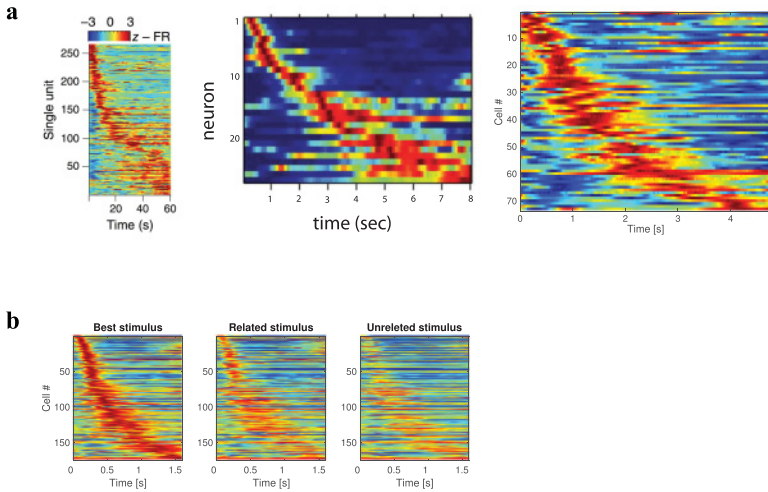 a
−3 0 3
z − FR
Single unit
250
200
150
100
50
20 40 60
Time (s)
neuron
1
10
20
1 2 3 4 5 6 7 8
time (sec)
Cell #
10
20
30
40
50
60
70
0 1 2 3 4
Time [s]
b
Best stimulus
Cell #
50
100
150
0 0.5 1 1.5
Time [s]
Related stimulus
50
100
150
0 0.5 1 1.5
Time [s]
Unreleted stimulus
50
100
150
0 0.5 1 1.5
Time [s]